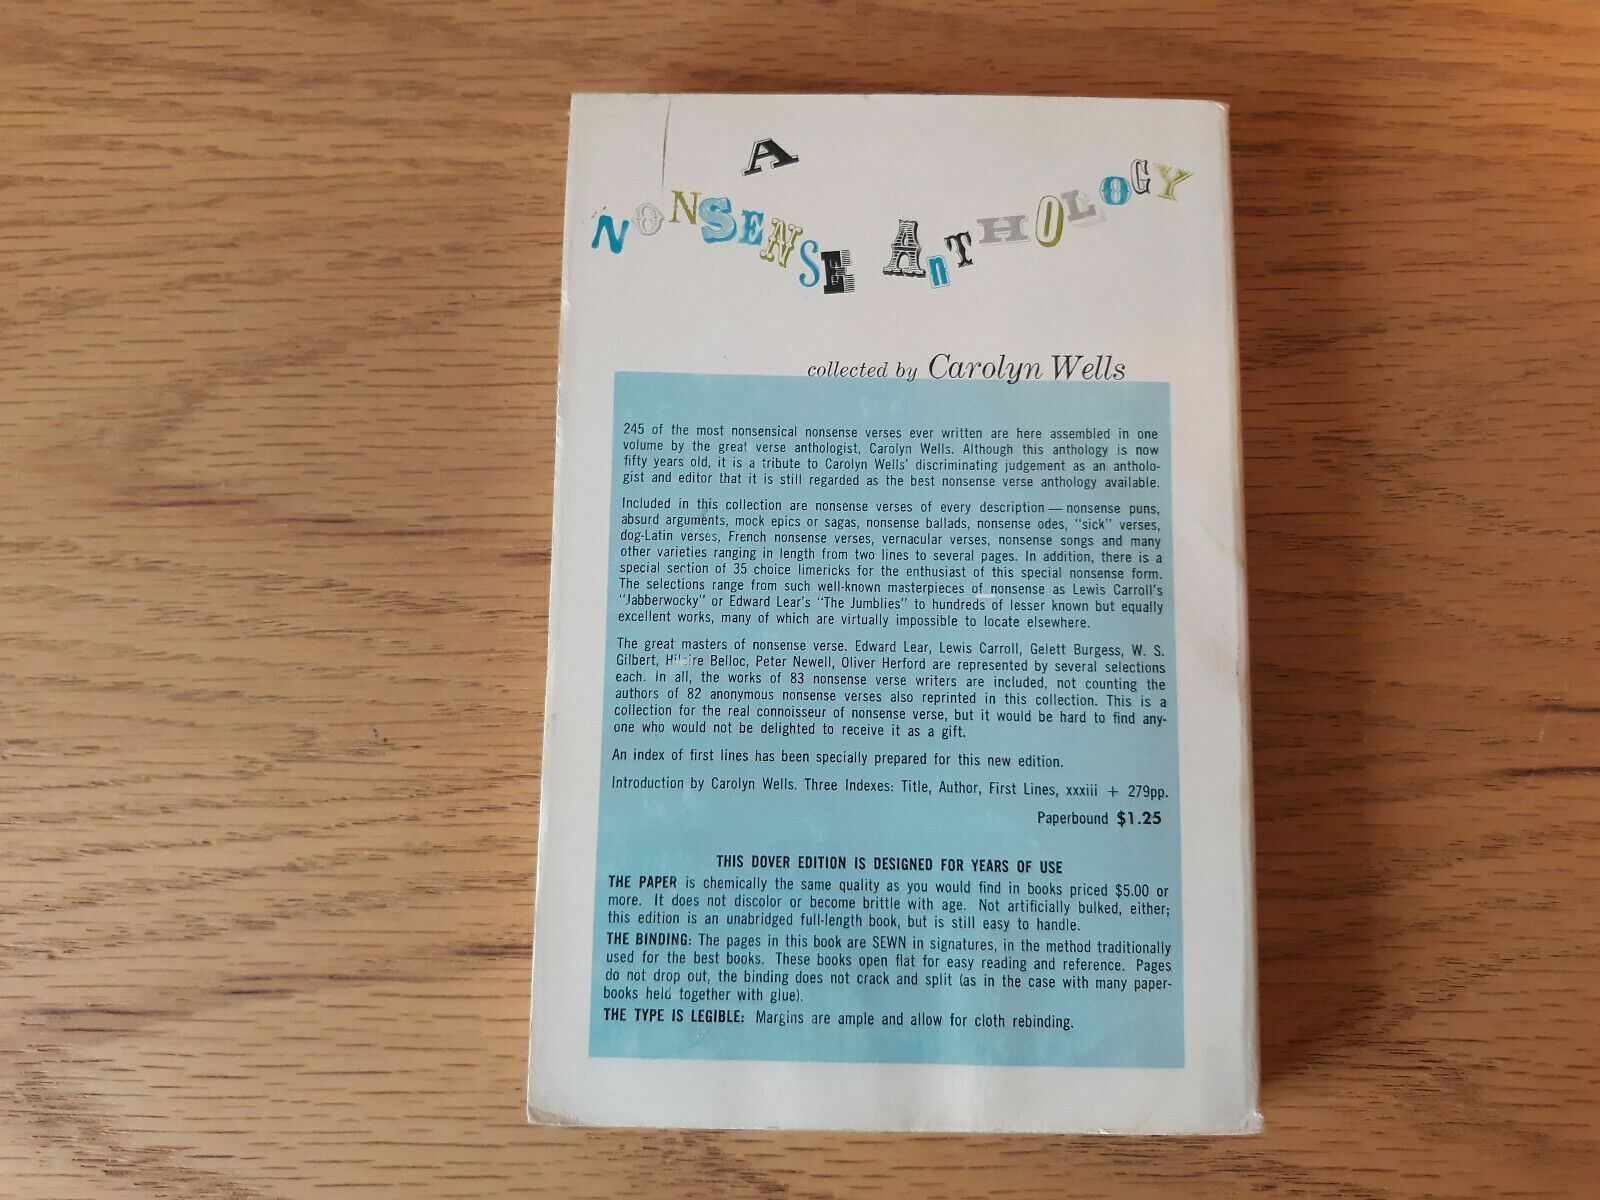 A
NONSENSE AnTHOLOGY
collected by Carolyn Wells
245 of the most nonsensical nonsense verses ever written are here assembled in one
volume by the great verse anthologist, Carolyn Wells. Although this anthology is now
fifty years old, it is a tribute to Carolyn Wells' discriminating judgement as an antholo-
gist and editor that it is still regarded as the best nonsense verse anthology available.
Included in this collection are nonsense verses of every description — nonsense puns,
absurd arguments, mock epics or sagas, nonsense ballads, nonsense odes, "sick" verses,
dog-Latin verses, French nonsense verses, vernacular verses, nonsense songs and many
other varieties ranging in length from two lines to several pages. In addition, there is a
special section of 35 choice limericks for the enthusiast of this special nonsense form.
The selections range from such well-known masterpieces of nonsense as Lewis Carroll's
"Jabberwocky" or Edward Lear's "The Jumblies" to hundreds of lesser known but equally
excellent works, many of which are virtually impossible to locate elsewhere.
The great masters of nonsense verse. Edward Lear, Lewis Carroll, Gelett Burgess, W. S.
Gilbert, Hilaire Belloc, Peter Newell, Oliver Herford are represented by several selections
each. In all, the works of 83 nonsense verse writers are included, not counting the
authors of 82 anonymous nonsense verses also reprinted in this collection. This is a
collection for the real connoisseur of nonsense verse, but it would be hard to find any-
one who would not be delighted to receive it as a gift.
An index of first lines has been specially prepared for this new edition.
Introduction by Carolyn Wells. Three Indexes: Title, Author, First Lines, xxxiii + 279pp.
Paperbound $1.25
THIS DOVER EDITION IS DESIGNED FOR YEARS OF USE
THE PAPER is chemically the same quality as you would find in books priced $5.00 or
more. It does not discolor or become brittle with age. Not artificially bulked, either;
this edition is an unabridged full-length book, but is still easy to handle.
THE BINDING: The pages in this book are SEWN in signatures, in the method traditionally
used for the best books. These books open flat for easy reading and reference. Pages
do not drop out, the binding does not crack and split (as in the case with many paper-
books held together with glue).
THE TYPE IS LEGIBLE: Margins are ample and allow for cloth rebinding.